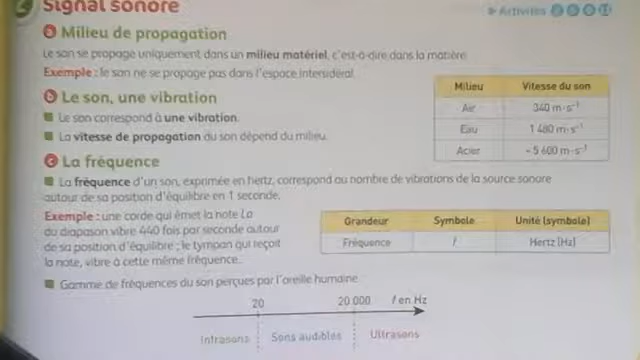 Signal sonore
▶ Activités
a Milieu de propagation
Le son se propage uniquement dans un milieu matériel, c'est-à-dire dans la matière
Exemple : le son ne se propage pas dans l'espace intersidéral.
Milieu Vitesse du son
Air 340 m·s⁻¹
Eau 1 480 m·s⁻¹
Acier ~ 5 600 m·s⁻¹
b Le son, une vibration
Le son correspond à une vibration.
La vitesse de propagation du son dépend du milieu.
c La fréquence
La fréquence d'un son, exprimée en hertz, correspond au nombre de vibrations de la source sonore
autour de sa position d'équilibre en 1 seconde.
Exemple : une corde qui émet la note La
du diapason vibre 440 fois par seconde autour
de sa position d'équilibre ; le tympan qui reçoit
la note, vibre à cette même fréquence.
Grandeur Symbole Unité (symbole)
Fréquence f Hertz (Hz)
Gamme de fréquences du son perçues par l'oreille humaine
20 20 000 f en Hz
Infrasons Sons audibles Ultrasons